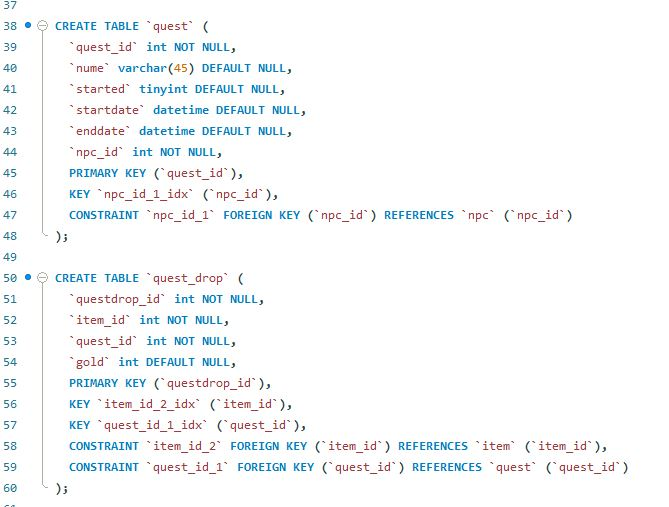 37
38 CREATE TABLE `quest` (
39 `quest_id` int NOT NULL,
40 `nume` varchar(45) DEFAULT NULL,
41 `started` tinyint DEFAULT NULL,
42 `startdate` datetime DEFAULT NULL,
43 `enddate` datetime DEFAULT NULL,
44 `npc_id` int NOT NULL,
45 PRIMARY KEY (`quest_id`),
46 KEY `npc_id_1_idx` (`npc_id`),
47 CONSTRAINT `npc_id_1` FOREIGN KEY (`npc_id`) REFERENCES `npc` (`npc_id`)
48 );
49
50 CREATE TABLE `quest_drop` (
51 `questdrop_id` int NOT NULL,
52 `item_id` int NOT NULL,
53 `quest_id` int NOT NULL,
54 `gold` int DEFAULT NULL,
55 PRIMARY KEY (`questdrop_id`),
56 KEY `item_id_2_idx` (`item_id`),
57 KEY `quest_id_1_idx` (`quest_id`),
58 CONSTRAINT `item_id_2` FOREIGN KEY (`item_id`) REFERENCES `item` (`item_id`),
59 CONSTRAINT `quest_id_1` FOREIGN KEY (`quest_id`) REFERENCES `quest` (`quest_id`)
60 );